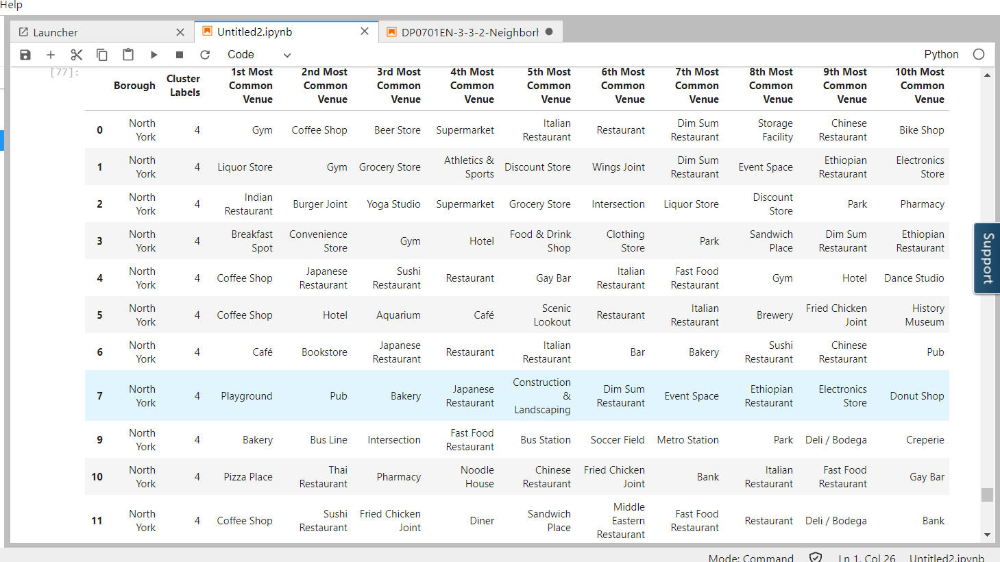 Help
Launcher
Untitled2.ipynb
DP0701EN-3-3-2-Neighborh
Code
Python
[77]:
Borough Cluster Labels 1st Most Common Venue 2nd Most Common Venue 3rd Most Common Venue 4th Most Common Venue 5th Most Common Venue 6th Most Common Venue 7th Most Common Venue 8th Most Common Venue 9th Most Common Venue 10th Most Common Venue
0 North York 4 Gym Coffee Shop Beer Store Supermarket Italian Restaurant Restaurant Dim Sum Restaurant Storage Facility Chinese Restaurant Bike Shop
1 North York 4 Liquor Store Gym Grocery Store Athletics & Sports Discount Store Wings Joint Dim Sum Restaurant Event Space Ethiopian Restaurant Electronics Store
2 North York 4 Indian Restaurant Burger Joint Yoga Studio Supermarket Grocery Store Intersection Liquor Store Discount Store Park Pharmacy
3 North York 4 Breakfast Spot Convenience Store Gym Hotel Food & Drink Shop Clothing Store Park Sandwich Place Dim Sum Restaurant Ethiopian Restaurant
4 North York 4 Coffee Shop Japanese Restaurant Sushi Restaurant Restaurant Gay Bar Italian Restaurant Fast Food Restaurant Gym Hotel Dance Studio
5 North York 4 Coffee Shop Hotel Aquarium Café Scenic Lookout Restaurant Italian Restaurant Brewery Fried Chicken Joint History Museum
6 North York 4 Café Bookstore Japanese Restaurant Restaurant Italian Restaurant Bar Bakery Sushi Restaurant Chinese Restaurant Pub
7 North York 4 Playground Pub Bakery Japanese Restaurant Construction & Landscaping Dim Sum Restaurant Event Space Ethiopian Restaurant Electronics Store Donut Shop
9 North York 4 Bakery Bus Line Intersection Fast Food Restaurant Bus Station Soccer Field Metro Station Park Deli / Bodega Creperie
10 North York 4 Pizza Place Thai Restaurant Pharmacy Noodle House Chinese Restaurant Fried Chicken Joint Bank Italian Restaurant Fast Food Restaurant Gay Bar
11 North York 4 Coffee Shop Sushi Restaurant Fried Chicken Joint Diner Sandwich Place Middle Eastern Restaurant Fast Food Restaurant Restaurant Deli / Bodega Bank
Support
Mode: Command Ln 1, Col 26 Untitled2.ipynb